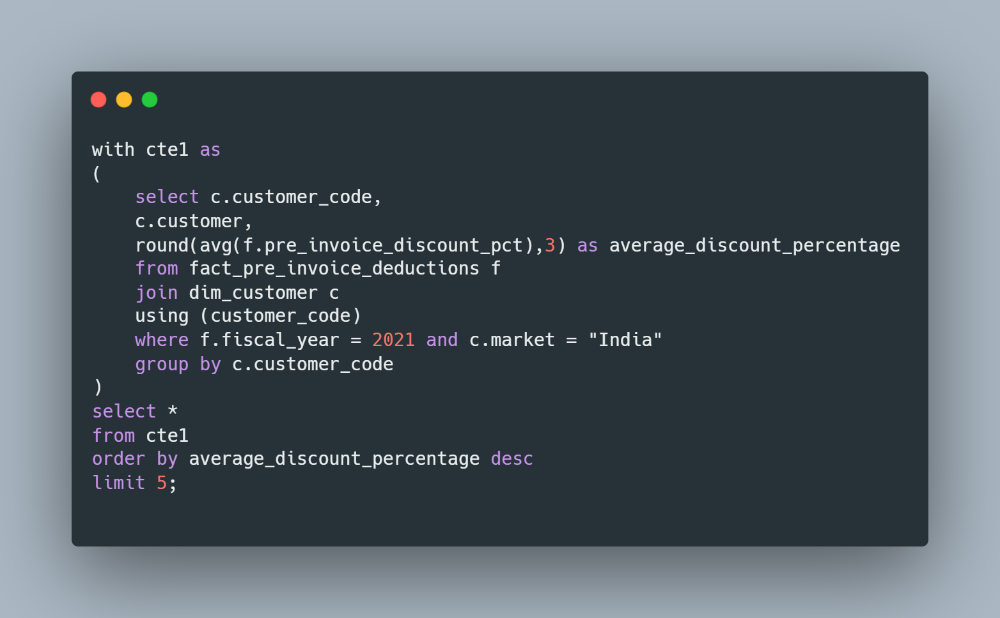 with cte1 as
(
    select c.customer_code,
    c.customer,
    round(avg(f.pre_invoice_discount_pct),3) as average_discount_percentage
    from fact_pre_invoice_deductions f
    join dim_customer c
    using (customer_code)
    where f.fiscal_year = 2021 and c.market = "India"
    group by c.customer_code
)
select *
from cte1
order by average_discount_percentage desc
limit 5;